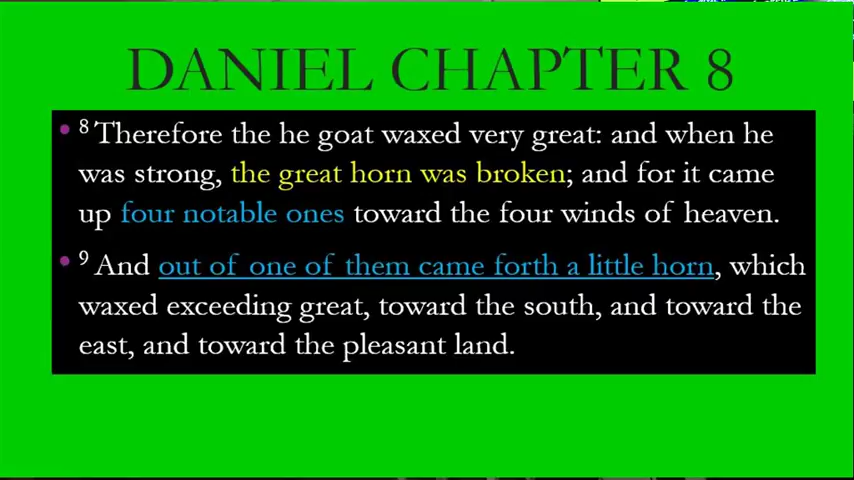 DANIEL CHAPTER 8
• 8 Therefore the he goat waxed very great: and when he
was strong, the great horn was broken; and for it came
up four notable ones toward the four winds of heaven.
• 9 And out of one of them came forth a little horn, which
waxed exceeding great, toward the south, and toward the
east, and toward the pleasant land.